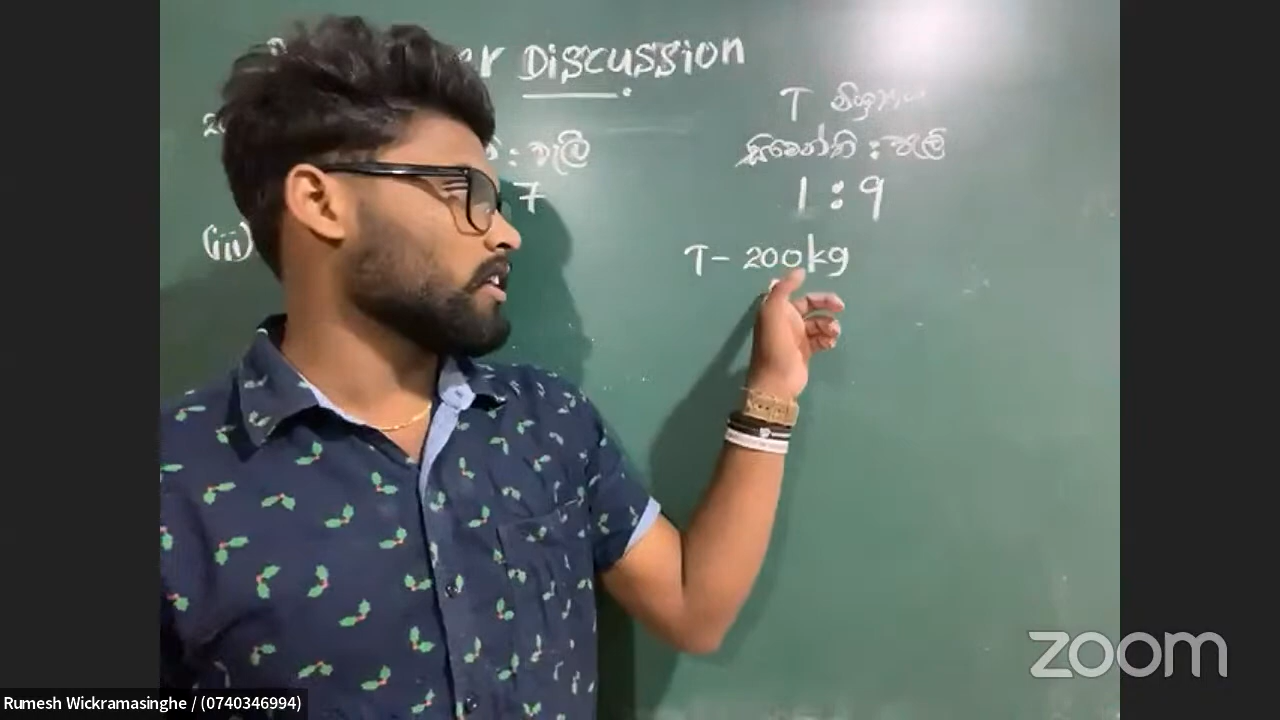 Discussion
T මිශ්‍රණය
: වැලි
සිමෙන්ති : වැලි
7
1 : 9
(iii)
T - 200kg
zoom
Rumesh Wickramasinghe / (0740346994)